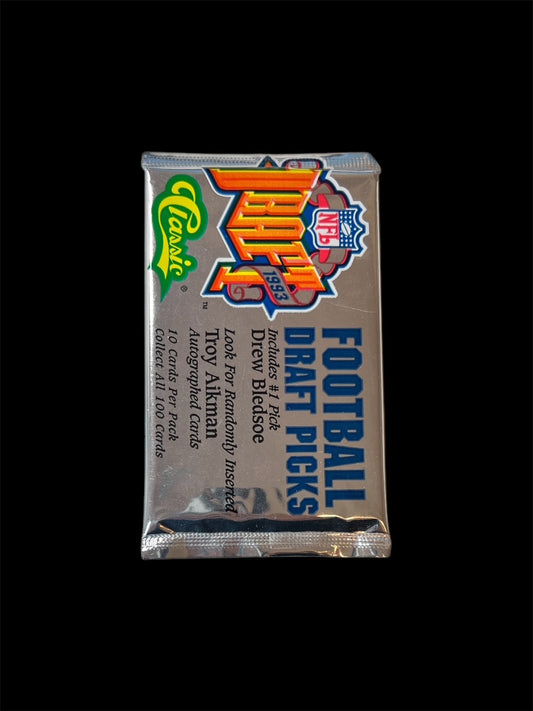 NFL
DRAFT
1993
™
Classic
®
FOOTBALL
DRAFT PICKS
Includes #1 Pick
Drew Bledsoe
Look For Randomly Inserted
Troy Aikman
Autographed Cards
10 Cards Per Pack
Collect All 100 Cards